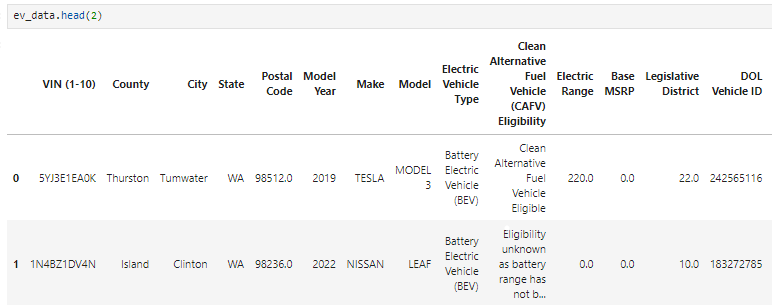 ev_data.head(2)
VIN (1-10) County City State Postal Code Model Year Make Model Electric Vehicle Type Clean Alternative Fuel Vehicle (CAFV) Eligibility Electric Range Base MSRP Legislative District DOL Vehicle ID
0 5YJ3E1EA0K Thurston Tumwater WA 98512.0 2019 TESLA MODEL 3 Battery Electric Vehicle (BEV) Clean Alternative Fuel Vehicle Eligible 220.0 0.0 22.0 242565116
1 1N4BZ1DV4N Island Clinton WA 98236.0 2022 NISSAN LEAF Battery Electric Vehicle (BEV) Eligibility unknown as battery range has not b... 0.0 0.0 10.0 183272785